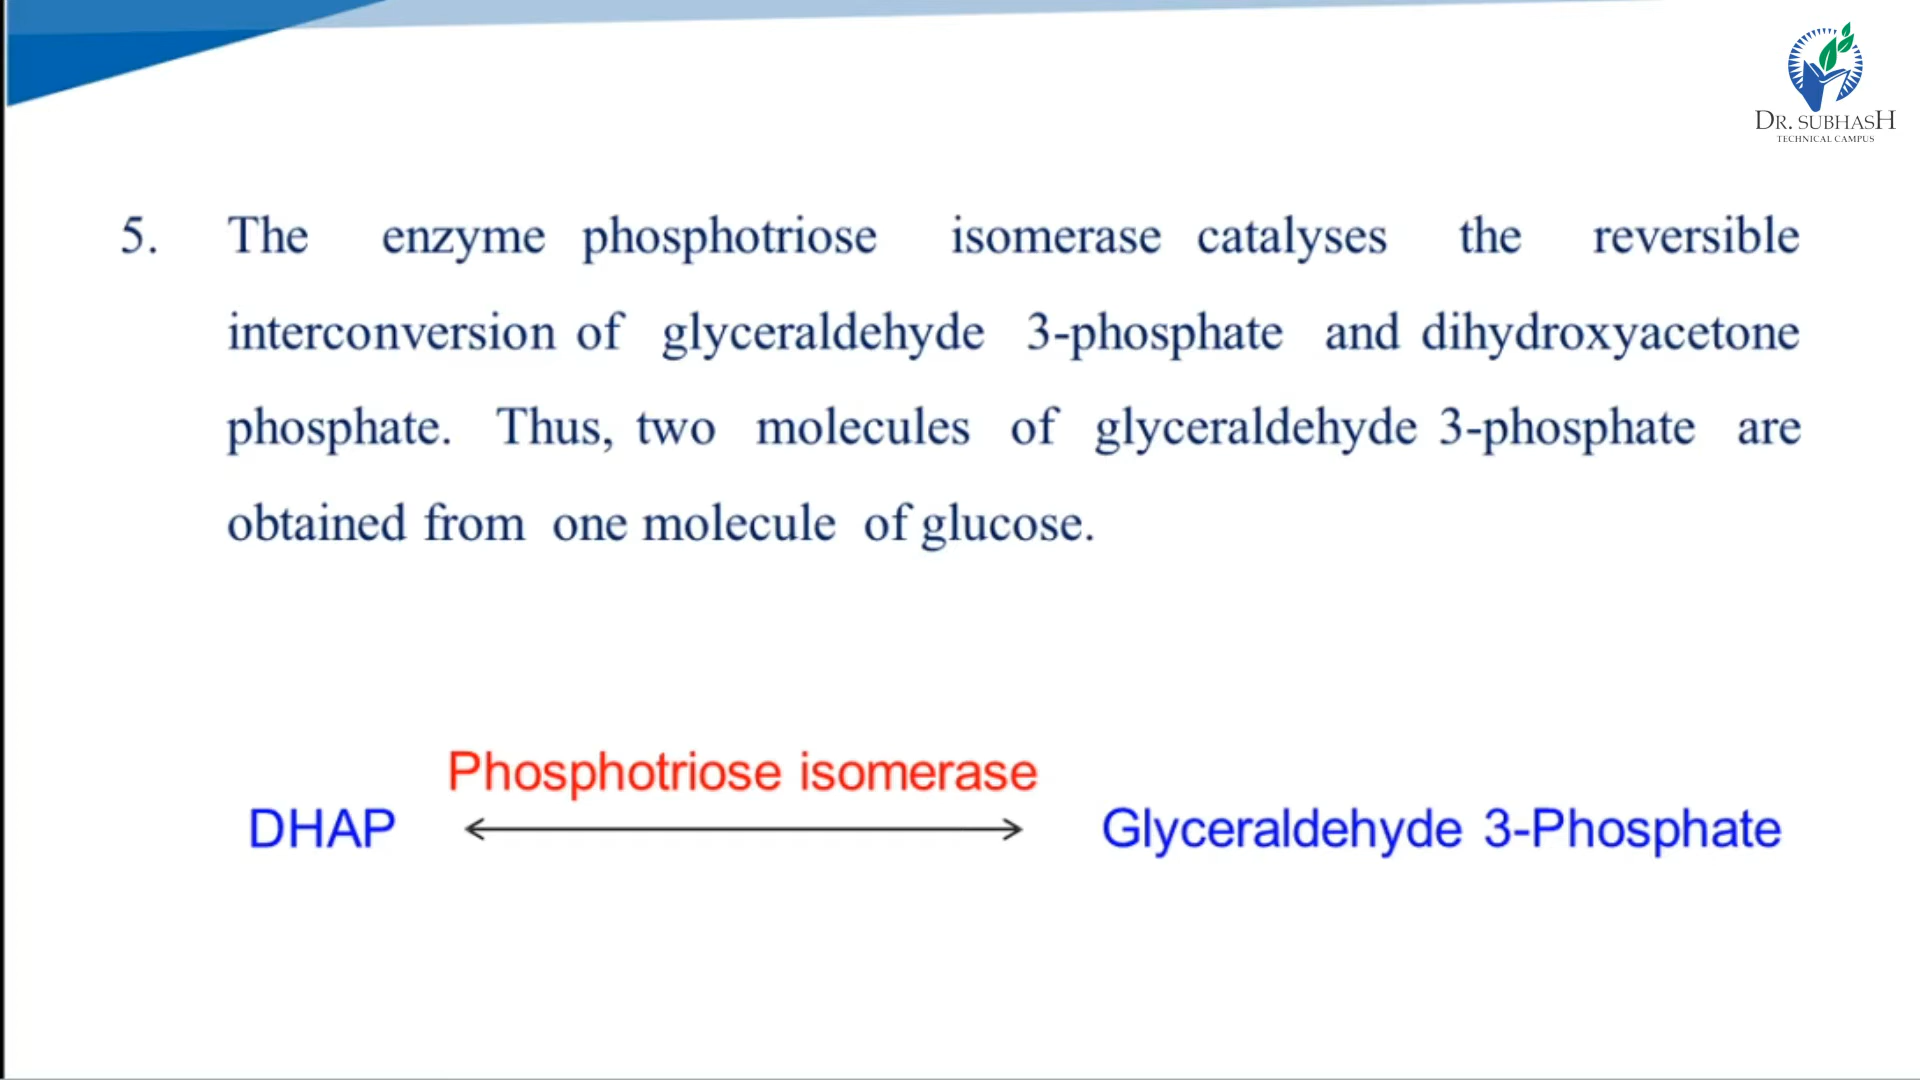 DR. SUBHASH
TECHNICAL CAMPUS
5. The enzyme phosphotriose isomerase catalyses the reversible
interconversion of glyceraldehyde 3-phosphate and dihydroxyacetone
phosphate. Thus, two molecules of glyceraldehyde 3-phosphate are
obtained from one molecule of glucose.
Phosphotriose isomerase
DHAP Glyceraldehyde 3-Phosphate